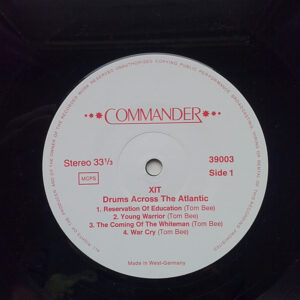 COMMANDER
Stereo 33⅓
39003
MCPS
Side 1
XIT
Drums Across The Atlantic
1. Reservation Of Education (Tom Bee)
2. Young Warrior (Tom Bee)
3. The Coming Of The Whiteman (Tom Bee)
4. War Cry (Tom Bee)
Made in West-Germany